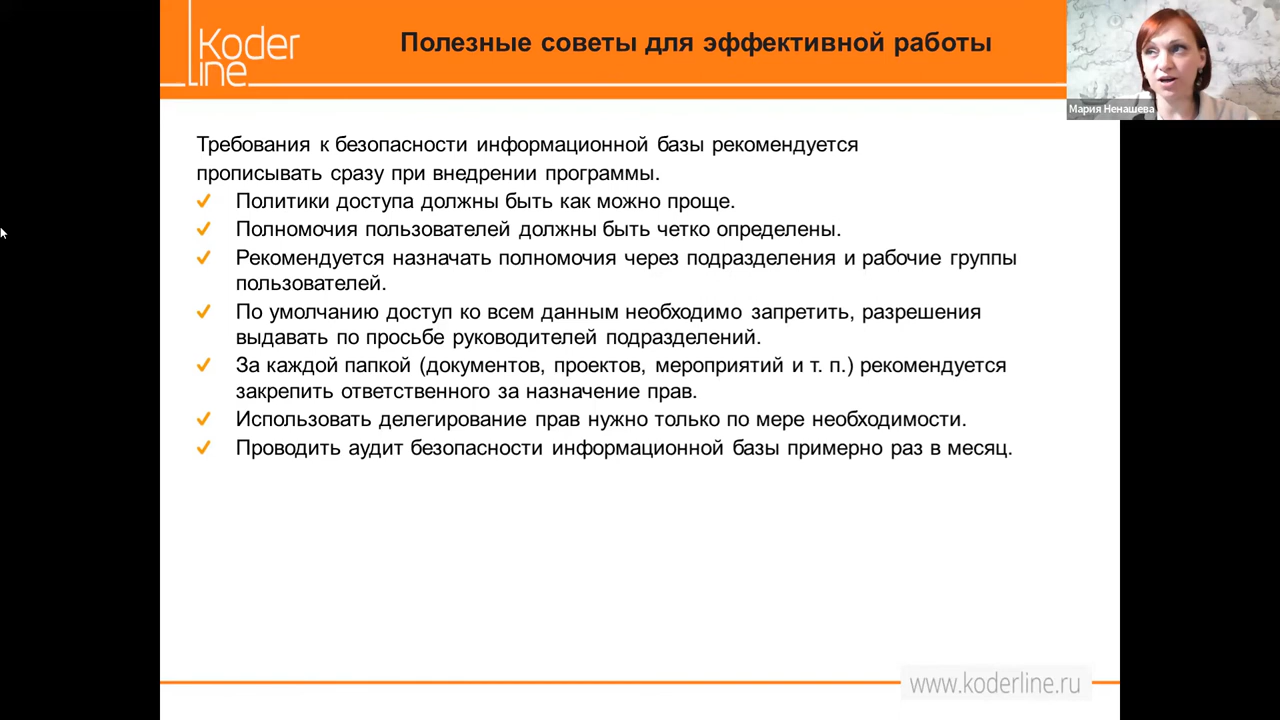 Koder
line
Полезные советы для эффективной работы
Мария Ненашева
Требования к безопасности информационной базы рекомендуется
прописывать сразу при внедрении программы.
Политики доступа должны быть как можно проще.
Полномочия пользователей должны быть четко определены.
Рекомендуется назначать полномочия через подразделения и рабочие группы
пользователей.
По умолчанию доступ ко всем данным необходимо запретить, разрешения
выдавать по просьбе руководителей подразделений.
За каждой папкой (документов, проектов, мероприятий и т. п.) рекомендуется
закрепить ответственного за назначение прав.
Использовать делегирование прав нужно только по мере необходимости.
Проводить аудит безопасности информационной базы примерно раз в месяц.
www.koderline.ru